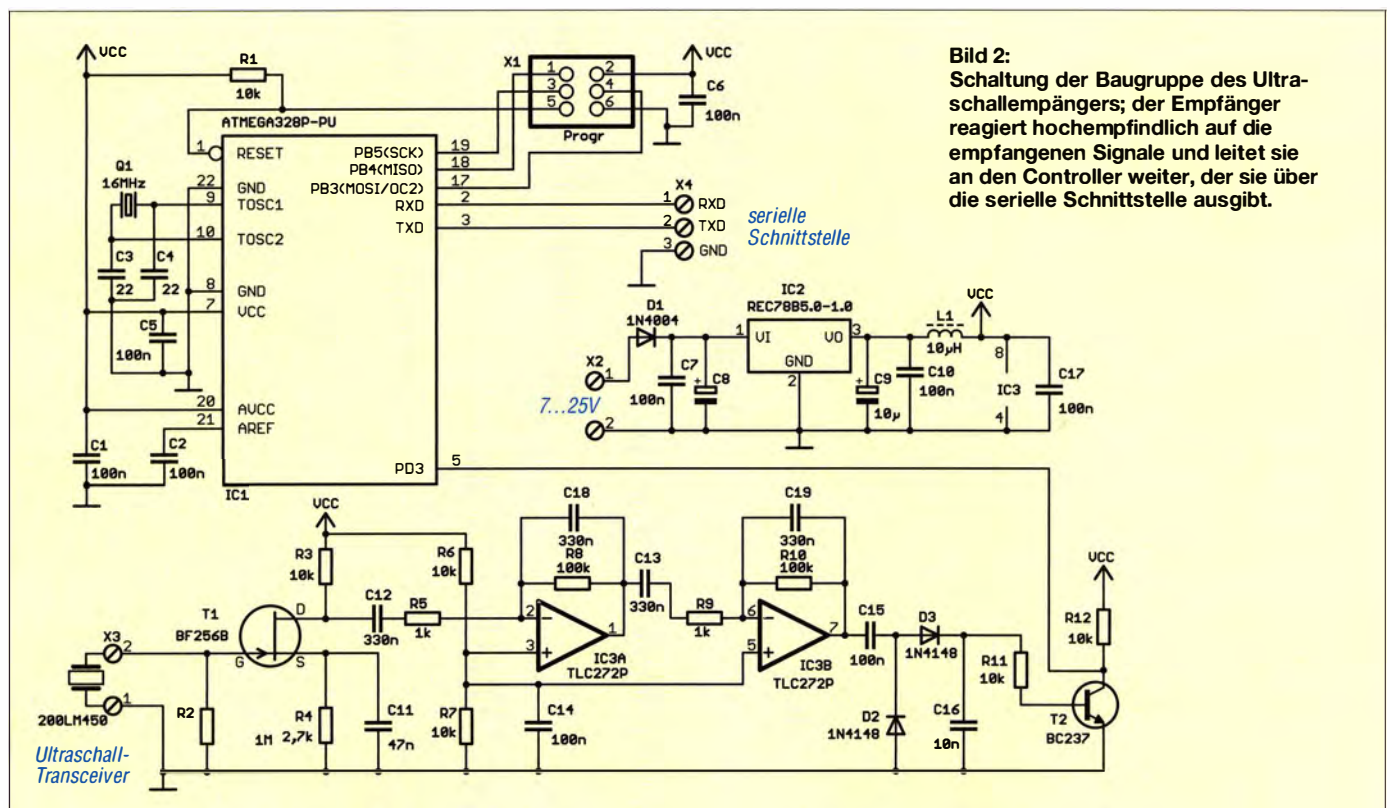 Bild 2:
Schaltung der Baugruppe des Ultra-
schallempängers; der Empfänger
reagiert hochempfindlich auf die
empfangenen Signale und leitet sie
an den Controller weiter, der sie über
die serielle Schnittstelle ausgibt.
VCC
R1
10k
X1
1 2
3 4
5 6
Progr
VCC
C6
100n
ATMEGA328P-PU
1 RESET
22 GND
9 TOSC1
10 TOSC2
8 GND
7 VCC
20 AVCC
21 AREF
PB5(SCK) 19
PB4(MISO) 18
PB3(MOSI/OC2) 17
RXD 2
TXD 3
PD3 5
IC1
Q1
16MHz
C3
22
C4
22
C5
100n
C1
100n
C2
100n
X4
1 RXD
2 TXD
3 GND
serielle
Schnittstelle
X2
1
2
7...25V
D1
1N4004
C7
100n
C8
+
IC2
REC78B5.0-1.0
1 VI
VO 3
GND
2
C9
+
10µ
C10
100n
L1
10µH
VCC
8
IC3
4
C17
100n
X3
2
1
200LM450
Ultraschall-
Transceiver
R2
1M
T1
BF256B
G
D
S
VCC
R3
10k
R4
2,7k
C11
47n
C12
330n
R5
1k
R6
10k
R7
10k
C14
100n
C18
330n
R8
100k
2 −
3 +
1
IC3A
TLC272P
C13
330n
R9
1k
C19
330n
R10
100k
6 −
5 +
7
IC3B
TLC272P
C15
100n
D2
1N4148
D3
1N4148
C16
10n
R11
10k
VCC
R12
10k
T2
BC237